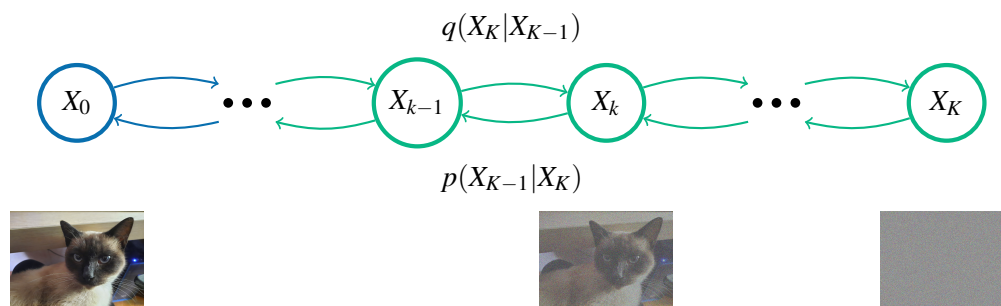 q(X_K|X_{K−1})
X_0 ••• X_{k−1} X_k ••• X_K
p(X_{K−1}|X_K)